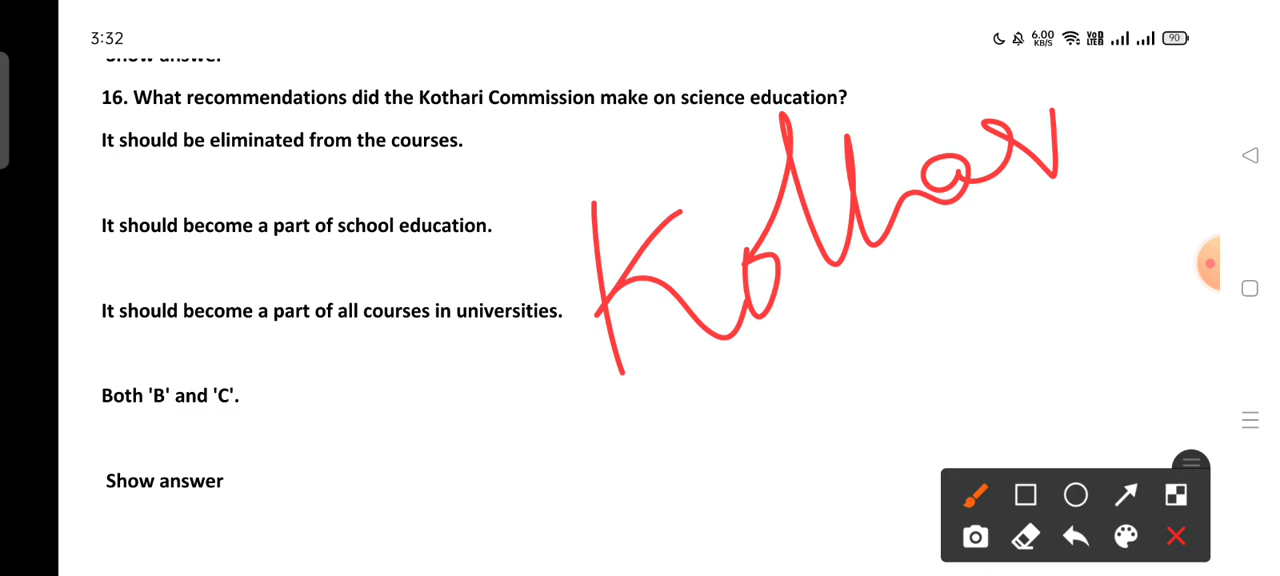 3:32
6.00
KB/S
VoD
LTE
90
16. What recommendations did the Kothari Commission make on science education?
It should be eliminated from the courses.
It should become a part of school education.
It should become a part of all courses in universities.
Both 'B' and 'C'.
Show answer